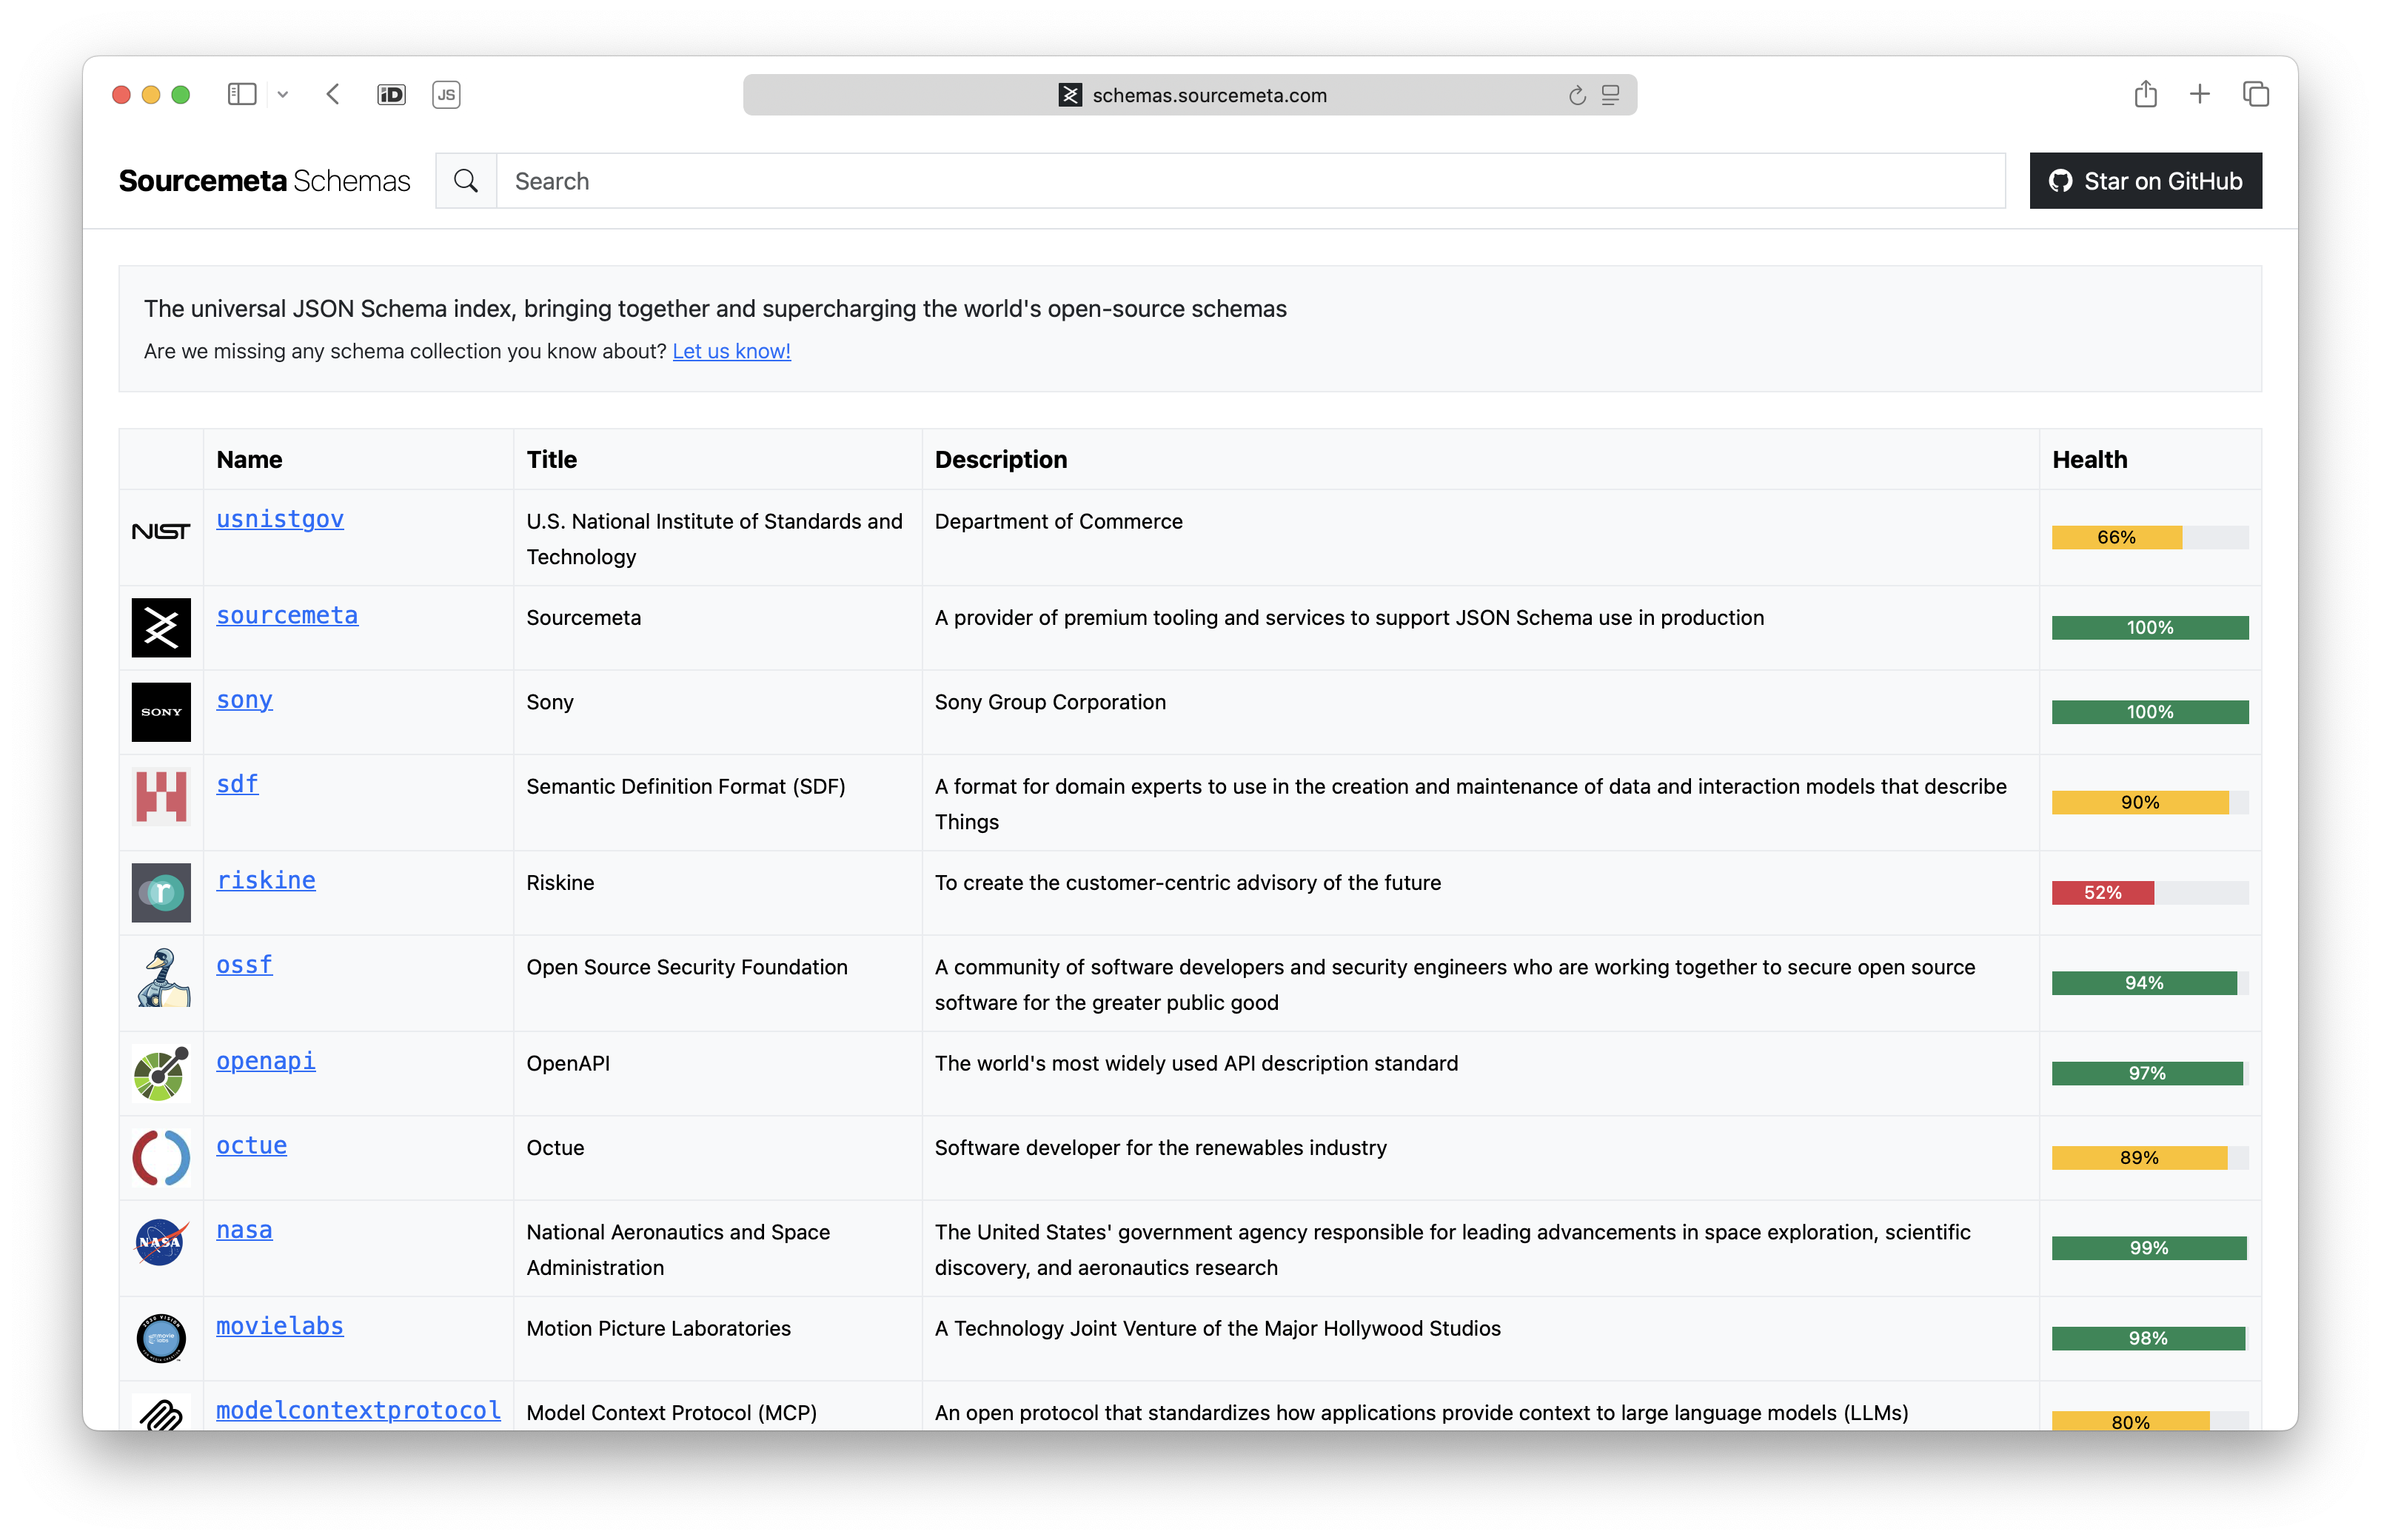 JS
schemas.sourcemeta.com
Sourcemeta Schemas
Search
Star on GitHub
The universal JSON Schema index, bringing together and supercharging the world's open-source schemas
Are we missing any schema collection you know about? Let us know!
Name Title Description Health
NIST usnistgov U.S. National Institute of Standards and Department of Commerce 66%
Technology
sourcemeta Sourcemeta A provider of premium tooling and services to support JSON Schema use in production 100%
SONY sony Sony Sony Group Corporation 100%
sdf Semantic Definition Format (SDF) A format for domain experts to use in the creation and maintenance of data and interaction models that describe 90%
Things
r riskine Riskine To create the customer-centric advisory of the future 52%
ossf Open Source Security Foundation A community of software developers and security engineers who are working together to secure open source 94%
software for the greater public good
openapi OpenAPI The world's most widely used API description standard 97%
octue Octue Software developer for the renewables industry 89%
NASA nasa National Aeronautics and Space The United States' government agency responsible for leading advancements in space exploration, scientific 99%
Administration discovery, and aeronautics research
movielabs Motion Picture Laboratories A Technology Joint Venture of the Major Hollywood Studios 98%
modelcontextprotocol Model Context Protocol (MCP) An open protocol that standardizes how applications provide context to large language models (LLMs) 80%